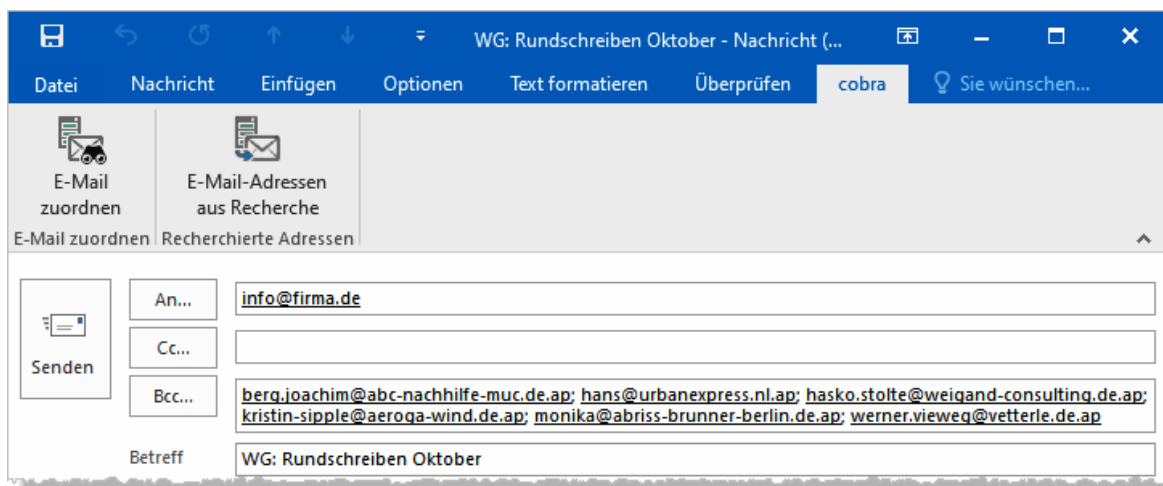 WG: Rundschreiben Oktober - Nachricht (...
Datei Nachricht Einfügen Optionen Text formatieren Überprüfen cobra Sie wünschen...
E-Mail zuordnen
E-Mail-Adressen aus Recherche
E-Mail zuordnen Recherchierte Adressen
Senden
An... info@firma.de
Cc...
Bcc... berg.joachim@abc-nachhilfe-muc.de.ap; hans@urbanexpress.nl.ap; hasko.stolte@weigand-consulting.de.ap;
kristin-sipple@aeroga-wind.de.ap; monika@abriss-brunner-berlin.de.ap; werner.vieweg@vetterle.de.ap
Betreff WG: Rundschreiben Oktober